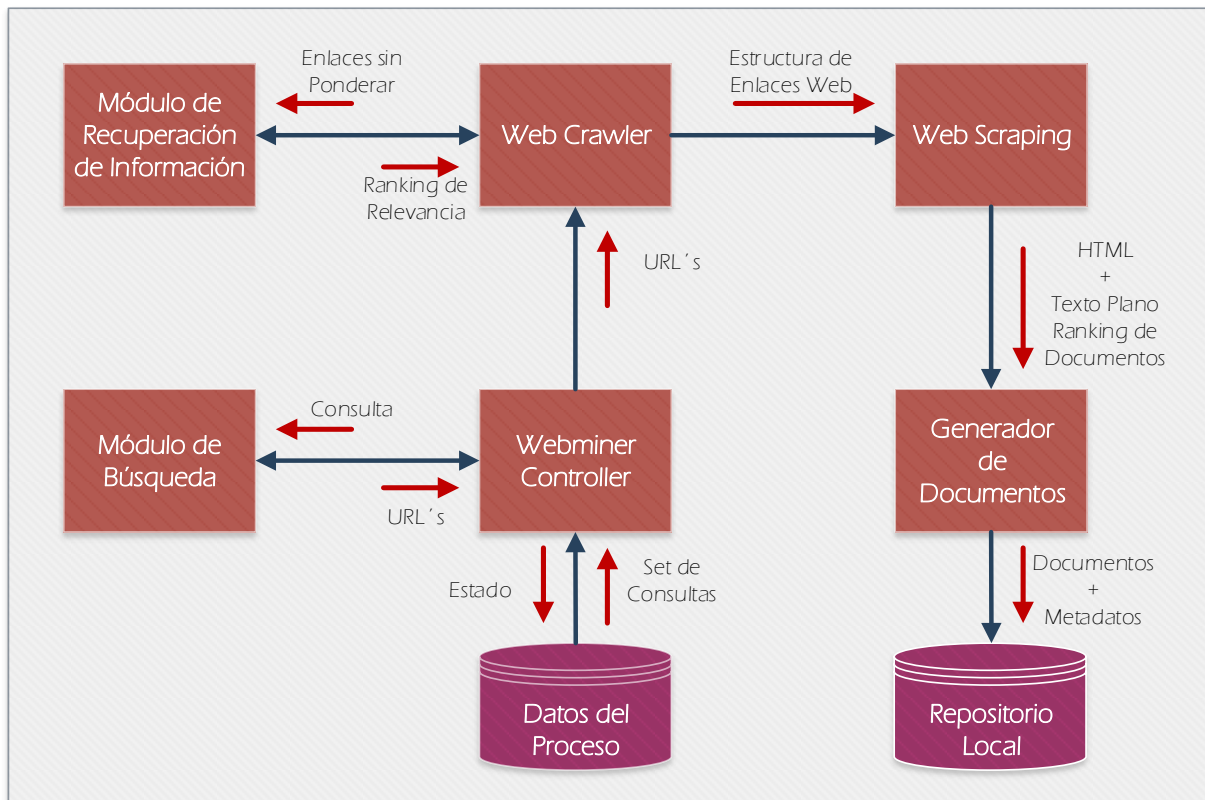 Enlaces sin
Ponderar
Estructura de
Enlaces Web
Módulo de
Recuperación
de Información
Web Crawler
Web Scraping
Ranking de
Relevancia
URL´s
HTML
+
Texto Plano
Ranking de
Documentos
Consulta
Módulo de
Búsqueda
Webminer
Controller
Generador
de
Documentos
URL´s
Estado
Set de
Consultas
Documentos
+
Metadatos
Datos del
Proceso
Repositorio
Local